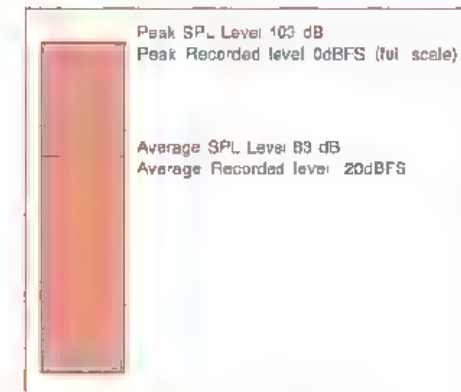 Peak SPL Level 103 dB
Peak Recorded level 0dBFS (full scale)
Average SPL Level 83 dB
Average Recorded level 20dBFS